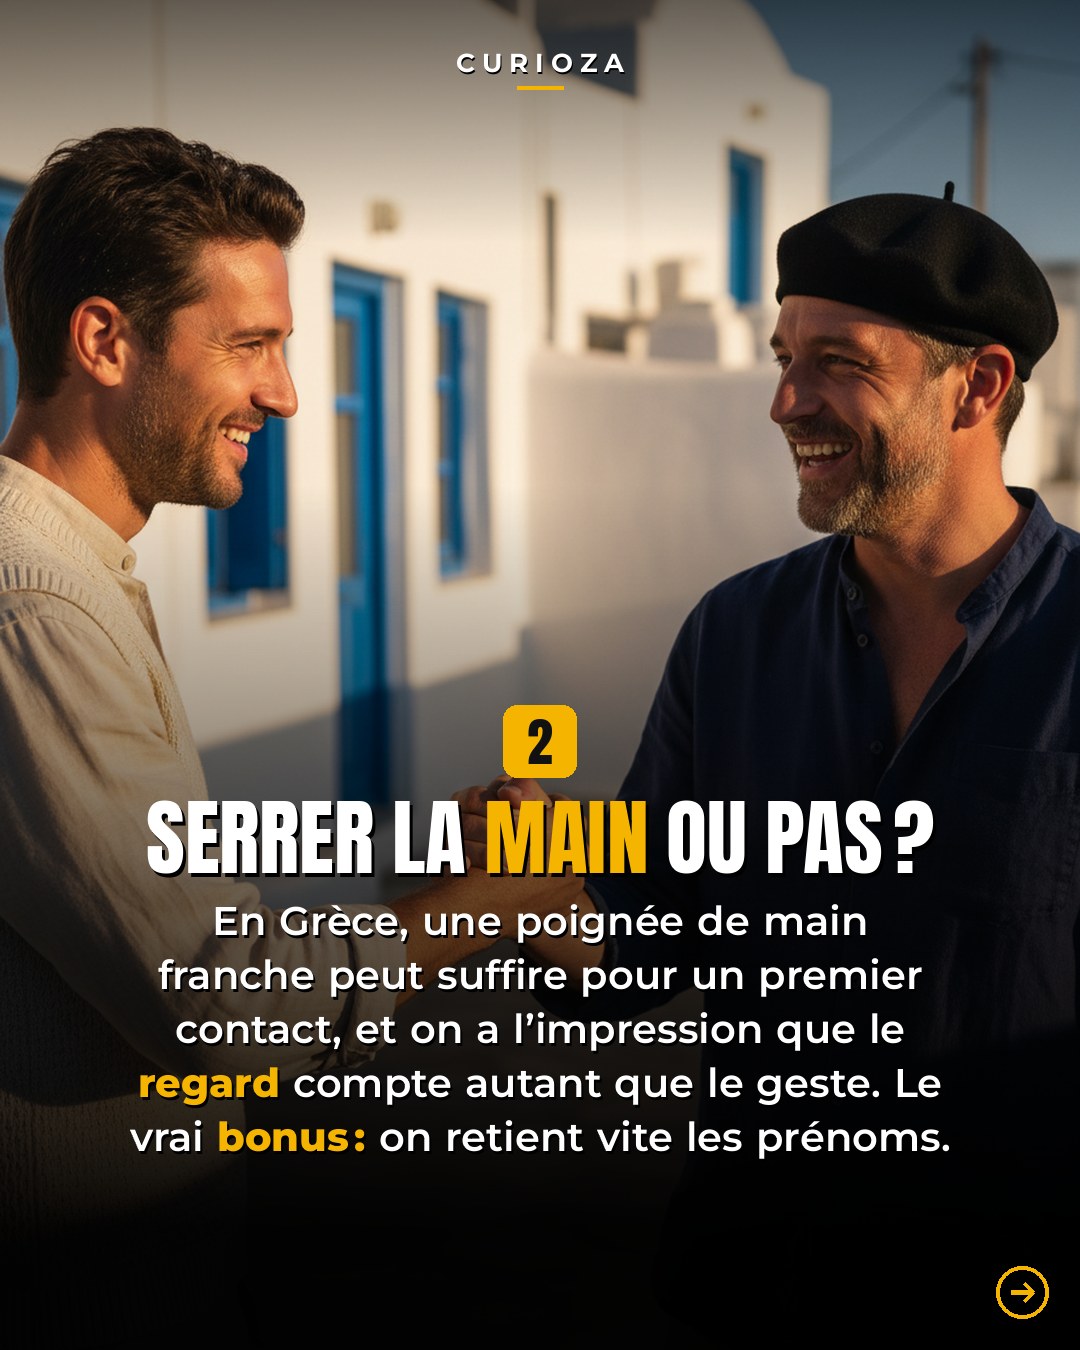 CURIOZA
2
SERRER LA MAIN OU PAS ?
En Grèce, une poignée de main
franche peut suffire pour un premier
contact, et on a l’impression que le
regard compte autant que le geste. Le
vrai bonus : on retient vite les prénoms.